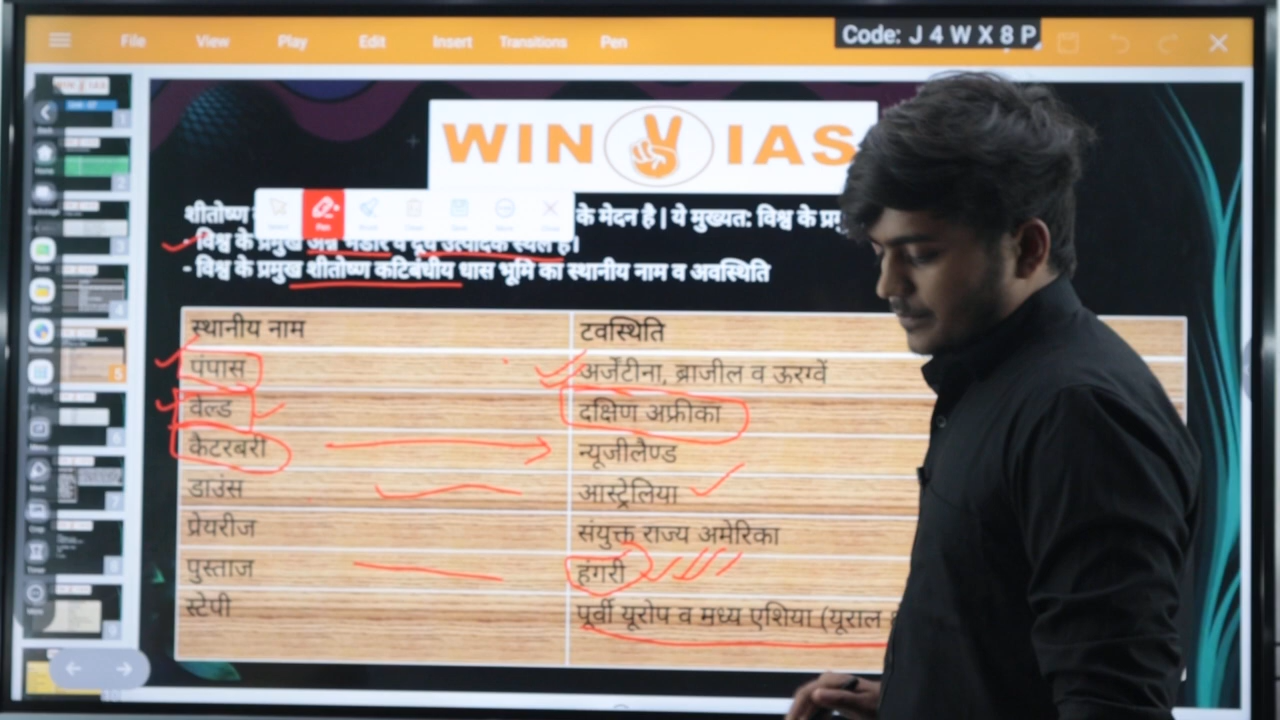 File View Play Edit Insert Transitions Pen
Code: J 4 W X 8 P
WIN IAS
शीतोष्ण के मेदन है | ये मुख्यत: विश्व के
- विश्व के प्रमुख अन्न भंडार व दूध उत्पादक स्थल है।
- विश्व के प्रमुख शीतोष्ण कटिबंधीय घास भूमि का स्थानीय नाम व अवस्थिति
स्थानीय नाम टवस्थिति
पंपास अर्जेंटीना, ब्राजील व ऊरग्वें
वेल्ड दक्षिण अफ्रीका
कैटरबरी न्यूजीलैण्ड
डाउंस आस्ट्रेलिया
प्रेयरीज संयुक्त राज्य अमेरिका
पुस्ताज हंगरी
स्टेपी पूर्वी यूरोप व मध्य एशिया (यूराल